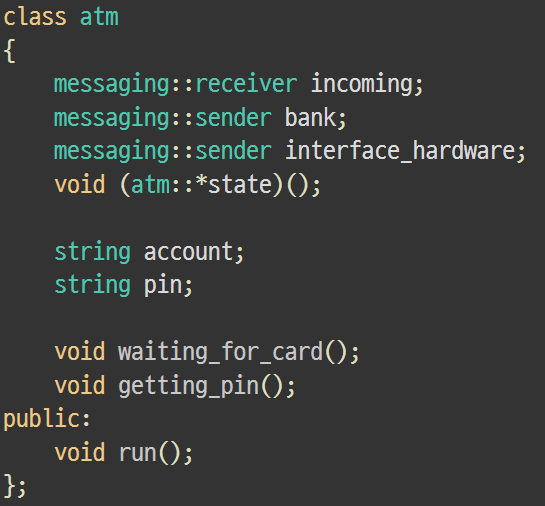 class atm
{
    messaging::receiver incoming;
    messaging::sender bank;
    messaging::sender interface_hardware;
    void (atm::*state)();

    string account;
    string pin;

    void waiting_for_card();
    void getting_pin();
public:
    void run();
};